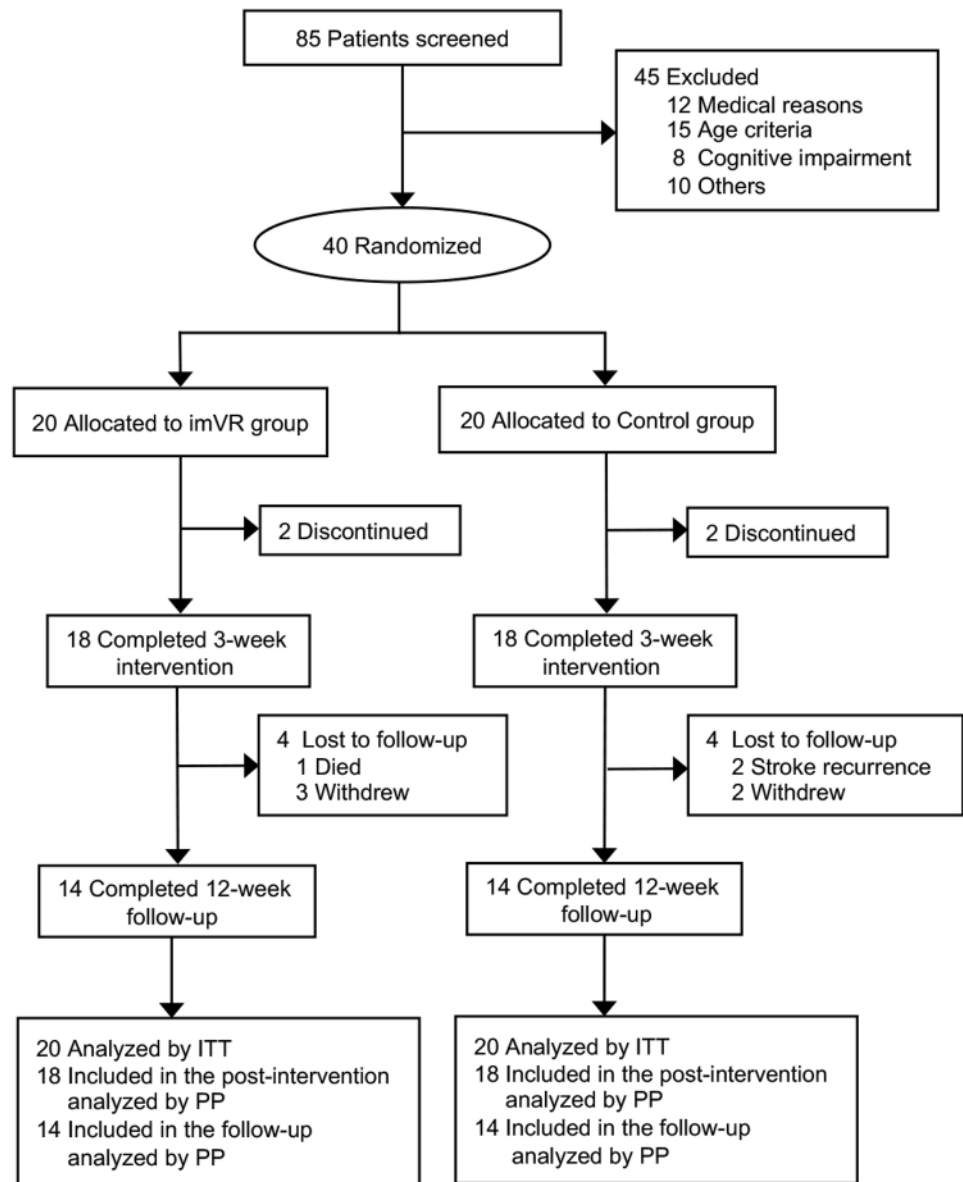 85 Patients screened
45 Excluded
12 Medical reasons
15 Age criteria
8 Cognitive impairment
10 Others
40 Randomized
20 Allocated to imVR group
20 Allocated to Control group
2 Discontinued
2 Discontinued
18 Completed 3-week
intervention
18 Completed 3-week
intervention
4 Lost to follow-up
1 Died
3 Withdrew
4 Lost to follow-up
2 Stroke recurrence
2 Withdrew
14 Completed 12-week
follow-up
14 Completed 12-week
follow-up
20 Analyzed by ITT
18 Included in the post-intervention
analyzed by PP
14 Included in the follow-up
analyzed by PP
20 Analyzed by ITT
18 Included in the post-intervention
analyzed by PP
14 Included in the follow-up
analyzed by PP